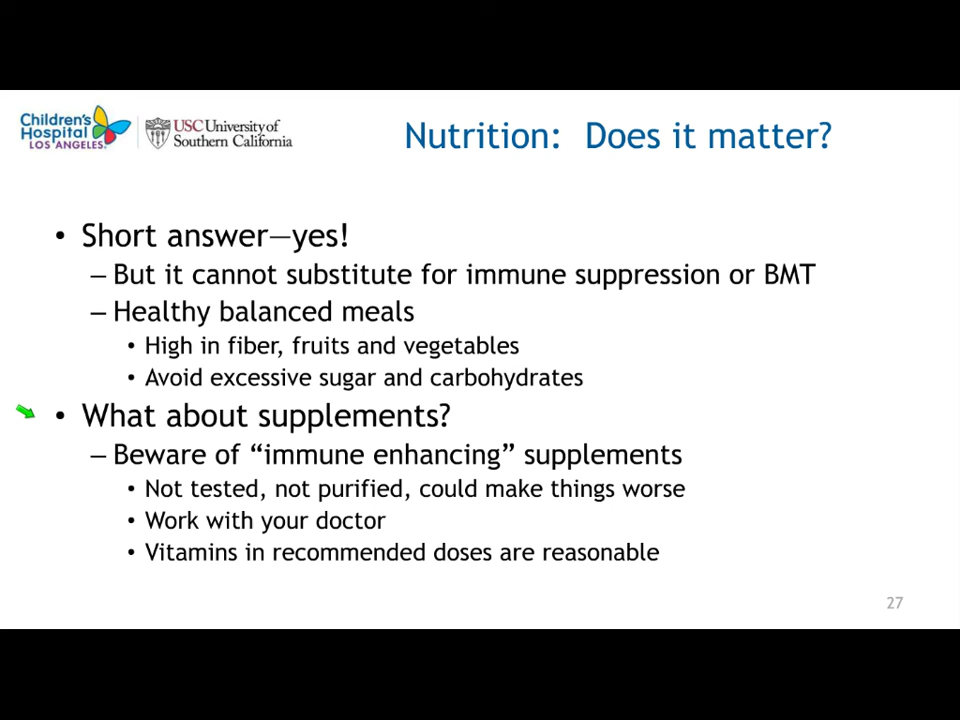 Children's
Hospital
LOS ANGELES.
USC University of
Southern California
Nutrition: Does it matter?
• Short answer—yes!
– But it cannot substitute for immune suppression or BMT
– Healthy balanced meals
• High in fiber, fruits and vegetables
• Avoid excessive sugar and carbohydrates
• What about supplements?
– Beware of “immune enhancing” supplements
• Not tested, not purified, could make things worse
• Work with your doctor
• Vitamins in recommended doses are reasonable
27